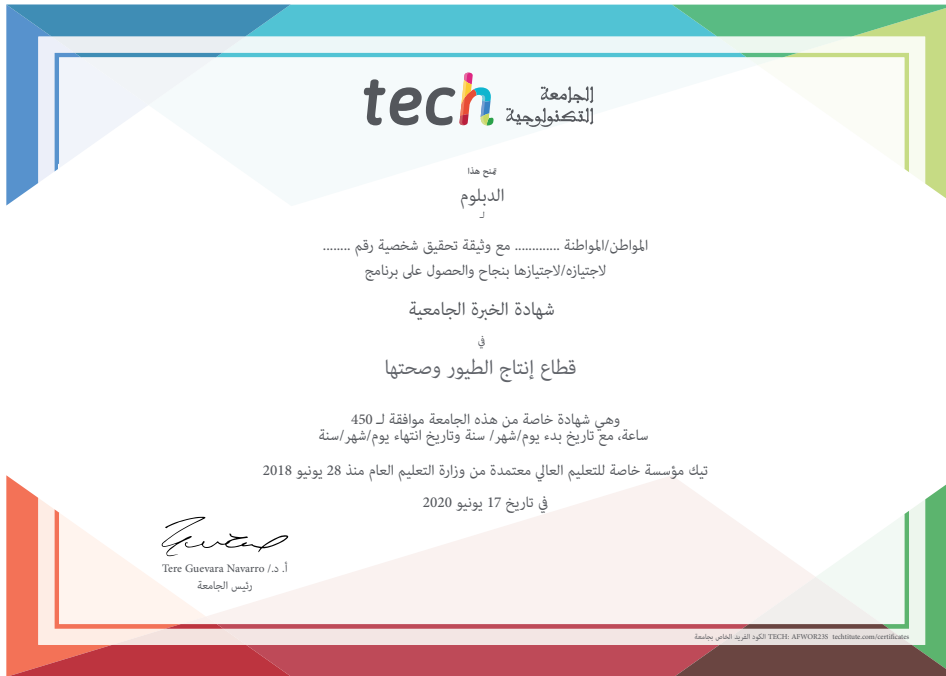 tech الجامعة
التكنولوجية
يمنح هذا
الدبلوم
لـ
المواطن/المواطنة ............ مع وثيقة تحقيق شخصية رقم ........
لاجتيازه/لاجتيازها بنجاح والحصول على برنامج
شهادة الخبرة الجامعية
في
قطاع إنتاج الطيور وصحتها
وهي شهادة خاصة من هذه الجامعة موافقة لـ 450
ساعة، مع تاريخ بدء يوم/شهر/ سنة وتاريخ انتهاء يوم/شهر/سنة
تيك مؤسسة خاصة للتعليم العالي معتمدة من وزارة التعليم العام منذ 28 يونيو 2018
في تاريخ 17 يونيو 2020
أ. د./ Tere Guevara Navarro
رئيس الجامعة
الكود الفريد الخاص بجامعة TECH: AFWOR23S techtitute.com/certificates